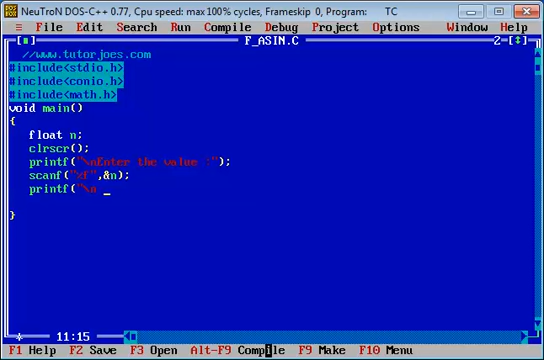 NeuTroN DOS-C++ 0.77, Cpu speed: max 100% cycles, Frameskip 0, Program: TC
≡ File Edit Search Run Compile Debug Project Options Window Help
F_ASIN.C 2=[↕]
//www.tutorjoes.com
#include<stdio.h>
#include<conio.h>
#include<math.h>
void main()
{
float n;
clrscr();
printf("\nEnter the value :");
scanf("%f",&n);
printf("\n _
}
* 11:15
F1 Help F2 Save F3 Open Alt-F9 Compile F9 Make F10 Menu